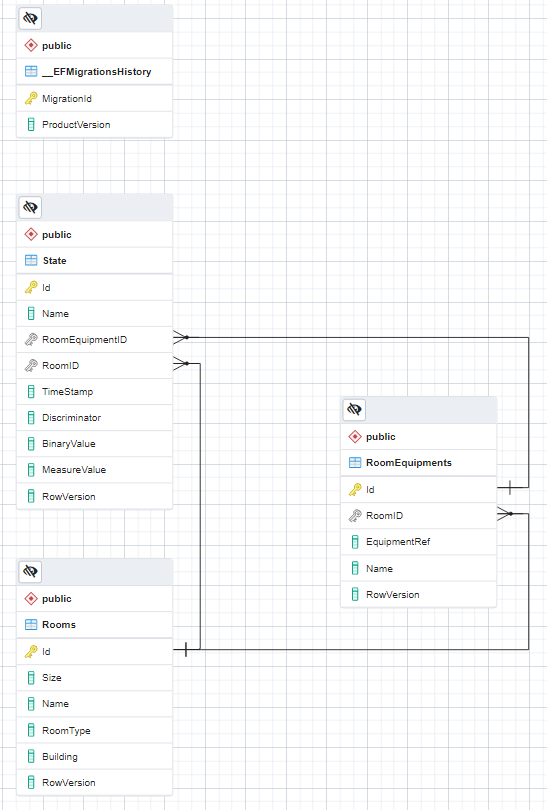 public
__EFMigrationsHistory
MigrationId
ProductVersion
public
State
Id
Name
RoomEquipmentID
RoomID
TimeStamp
Discriminator
BinaryValue
MeasureValue
RowVersion
public
RoomEquipments
Id
RoomID
EquipmentRef
Name
RowVersion
public
Rooms
Id
Size
Name
RoomType
Building
RowVersion